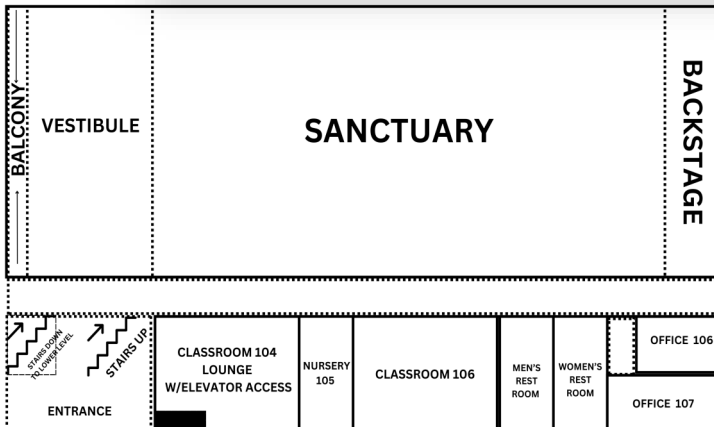 BALCONY
VESTIBULE
SANCTUARY
BACKSTAGE
STAIRS DOWN
TO LOWER LEVEL
STAIRS UP
ENTRANCE
CLASSROOM 104
LOUNGE
W/ELEVATOR ACCESS
NURSERY
105
CLASSROOM 106
MEN'S
REST
ROOM
WOMEN'S
REST
ROOM
OFFICE 106
OFFICE 107